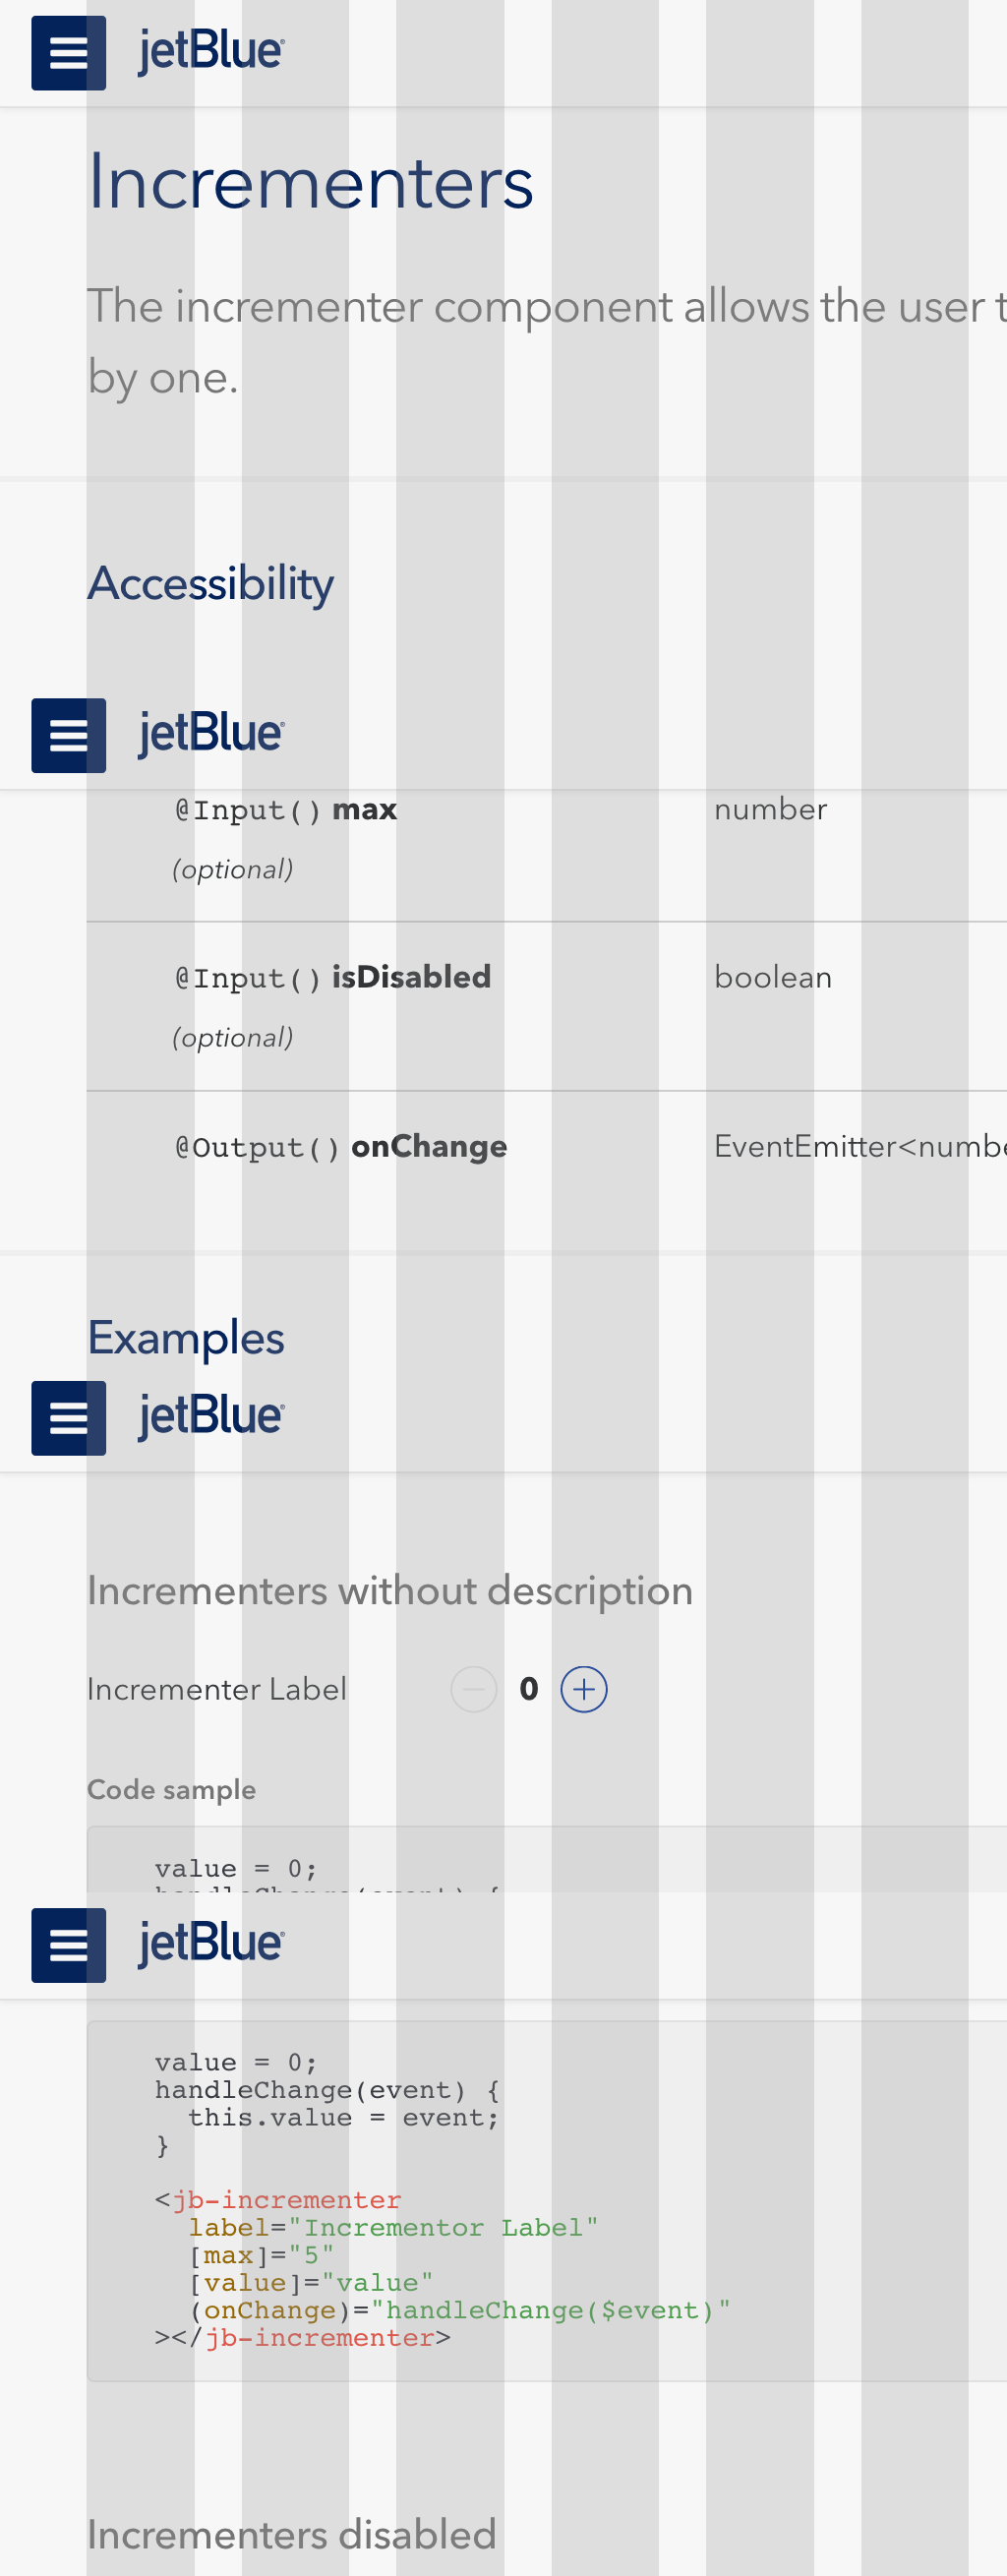 jetBlue
Incrementers
The incrementer component allows the user
by one.
Accessibility
jetBlue
@Input() max number
(optional)
@Input() isDisabled boolean
(optional)
@Output() onChange EventEmitter<numbe
Examples
jetBlue
Incrementers without description
Incrementer Label 0
Code sample
value = 0;
handleChange(event) {
jetBlue
value = 0;
handleChange(event) {
  this.value = event;
}
<jb-incrementer
  label="Incrementor Label"
  [max]="5"
  [value]="value"
  (onChange)="handleChange($event)"
></jb-incrementer>
Incrementers disabled